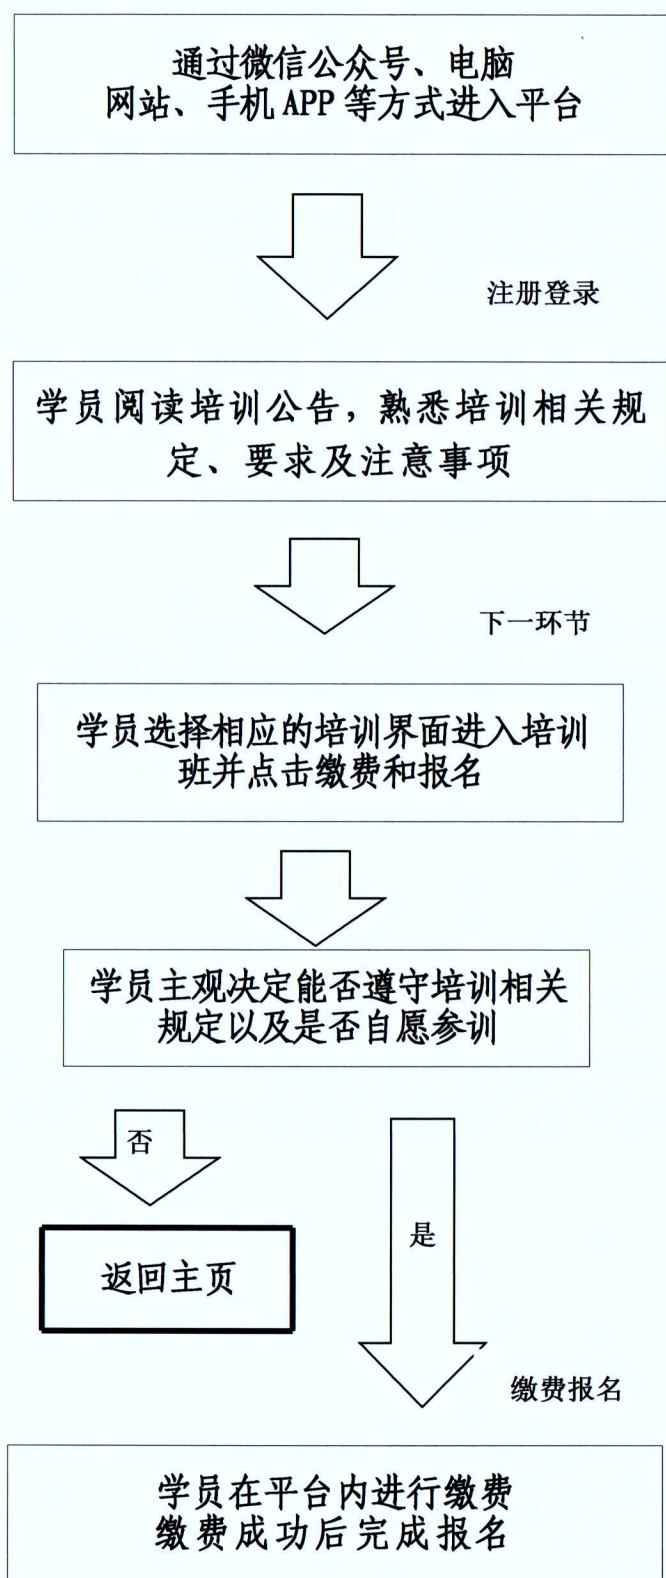 通过微信公众号、电脑
网站、手机 APP 等方式进入平台
注册登录
学员阅读培训公告，熟悉培训相关规
定、要求及注意事项
下一环节
学员选择相应的培训界面进入培训
班并点击缴费和报名
学员主观决定能否遵守培训相关
规定以及是否自愿参训
否
是
返回主页
缴费报名
学员在平台内进行缴费
缴费成功后完成报名